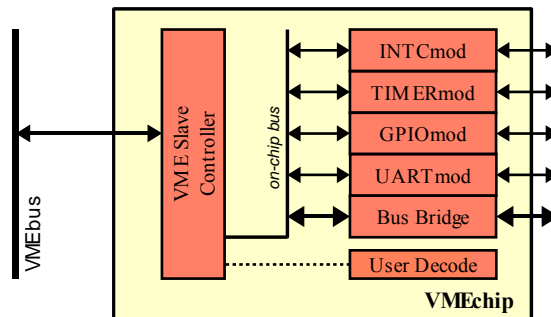 VMEbus
VME Slave
Controller
on-chip bus
INTCmod
TIMERmod
GPIOmod
UARTmod
Bus Bridge
User Decode
VMEchip